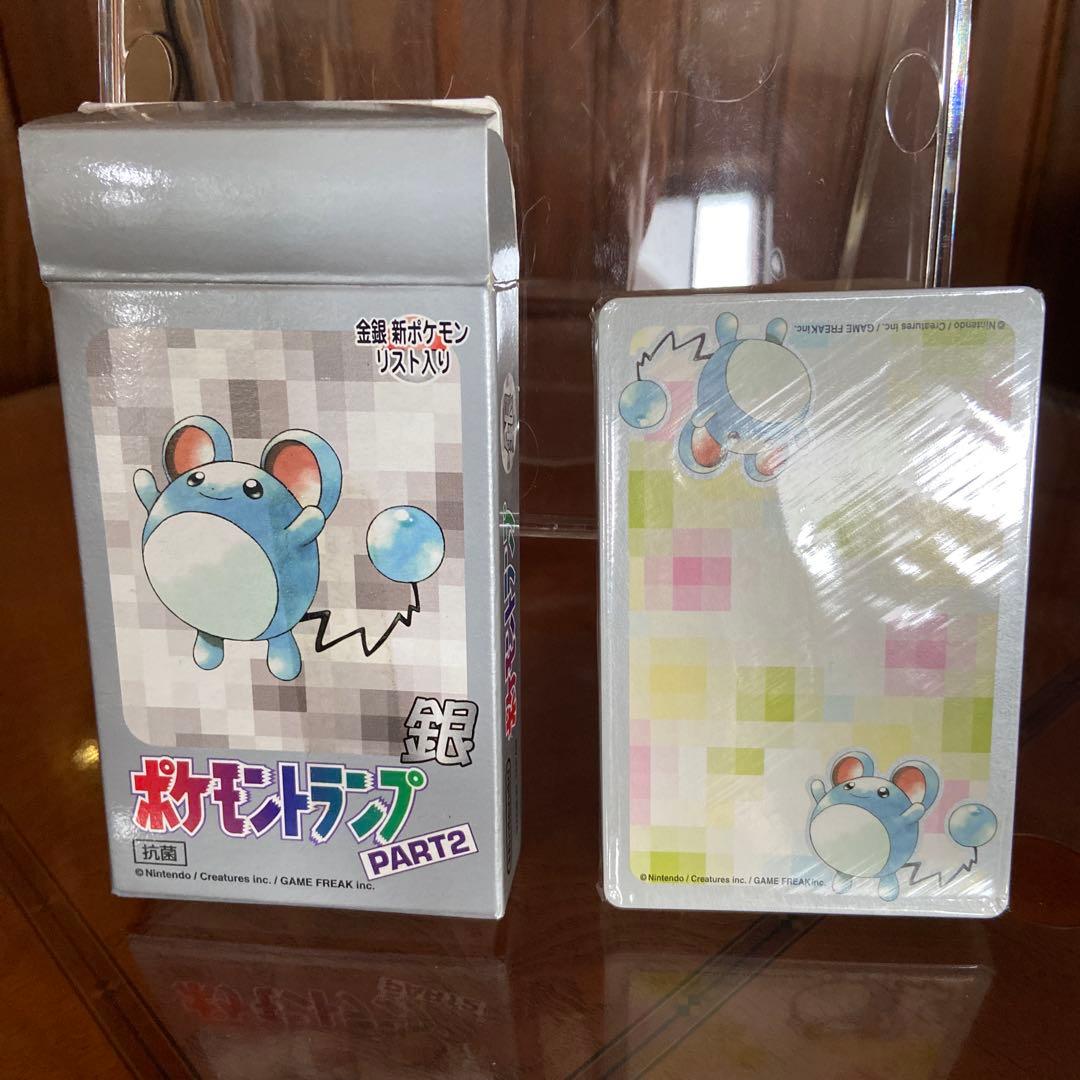 金銀 新ポケモン
リスト入り
銀
ポケモントランプ
PART2
抗菌
©Nintendo / Creatures inc. / GAME FREAK inc.
©Nintendo / Creatures inc. / GAME FREAK inc.
©Nintendo / Creatures inc. / GAME FREAK inc.